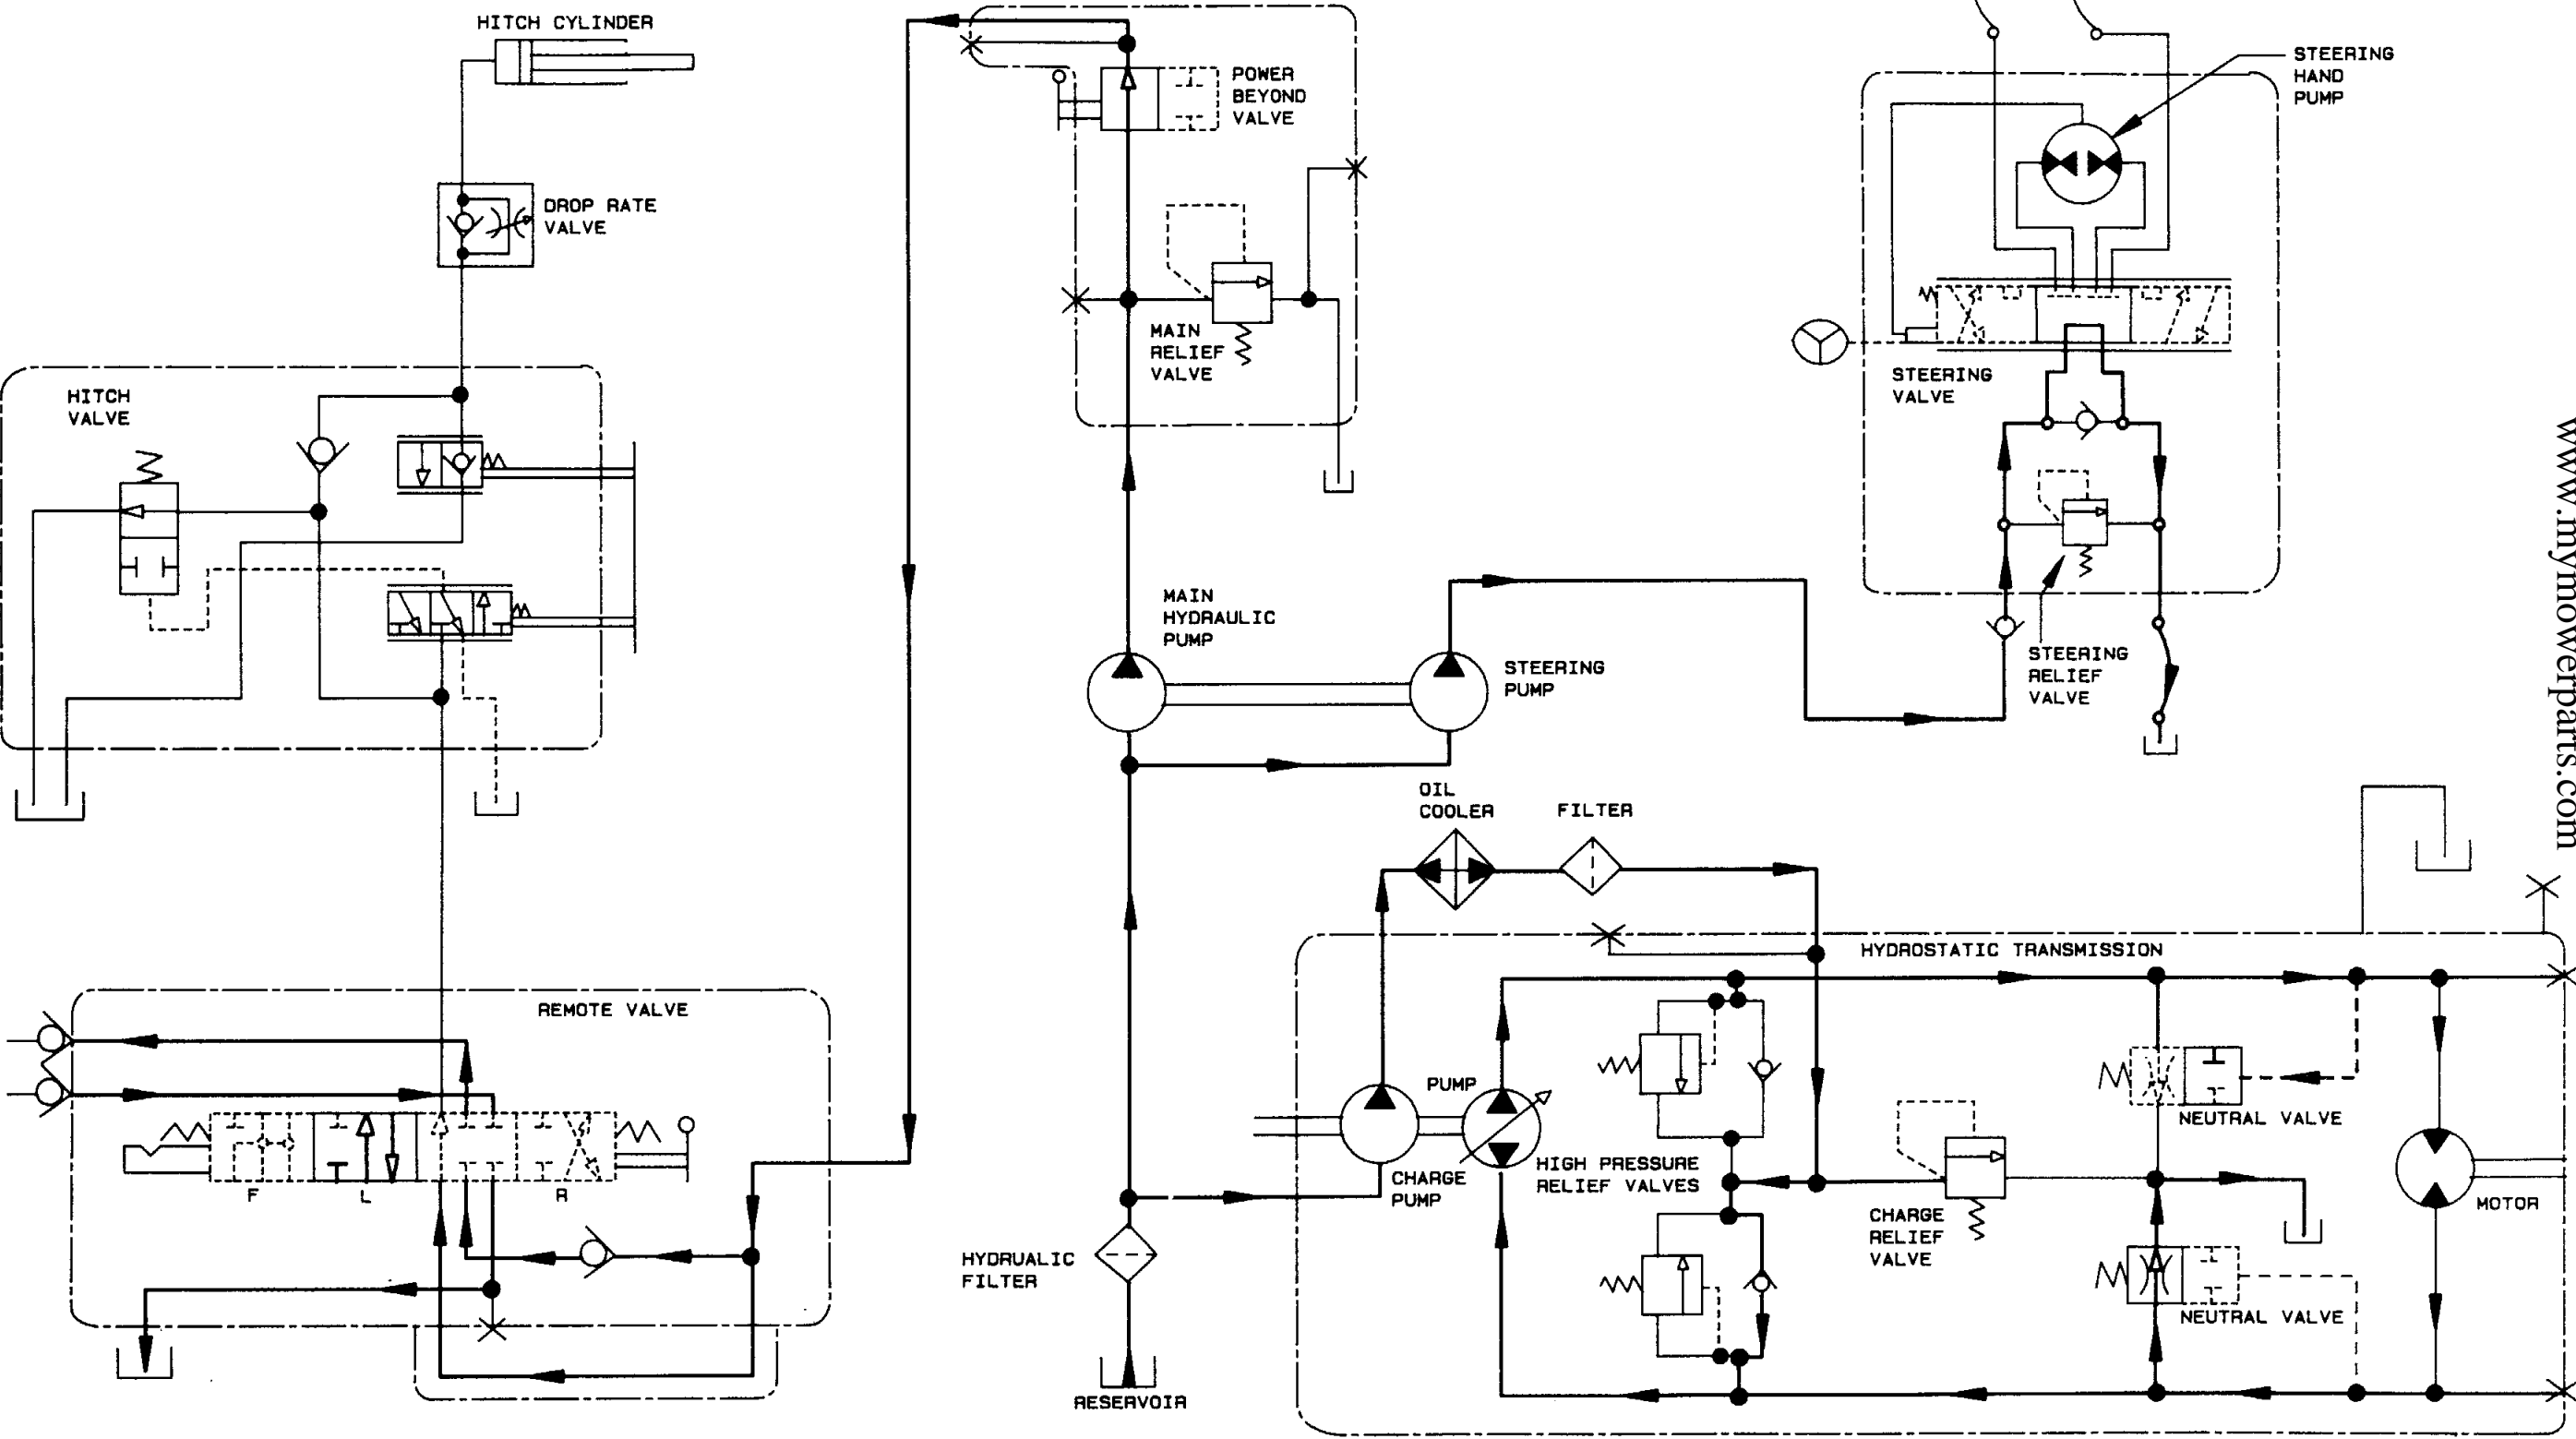 HITCH CYLINDER
DROP RATE
VALVE
HITCH
VALVE
POWER
BEYOND
VALVE
MAIN
RELIEF
VALVE
STEERING
HAND
PUMP
STEERING
VALVE
STEERING
RELIEF
VALVE
MAIN
HYDRAULIC
PUMP
STEERING
PUMP
OIL
COOLER
FILTER
HYDROSTATIC TRANSMISSION
REMOTE VALVE
F
L
R
PUMP
CHARGE
PUMP
HIGH PRESSURE
RELIEF VALVES
CHARGE
RELIEF
VALVE
NEUTRAL VALVE
NEUTRAL VALVE
MOTOR
HYDRUALIC
FILTER
RESERVOIR
www.mymowerparts.com